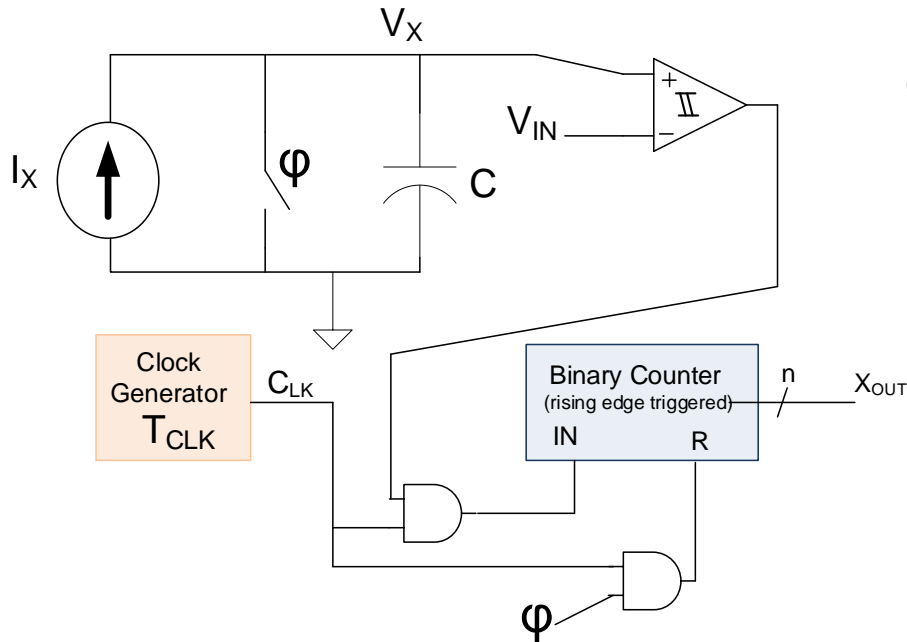 V_X
I_X
φ
C
V_IN
+
−
Clock
Generator
T_CLK
C_LK
Binary Counter
(rising edge triggered)
IN
R
n
X_OUT
φ